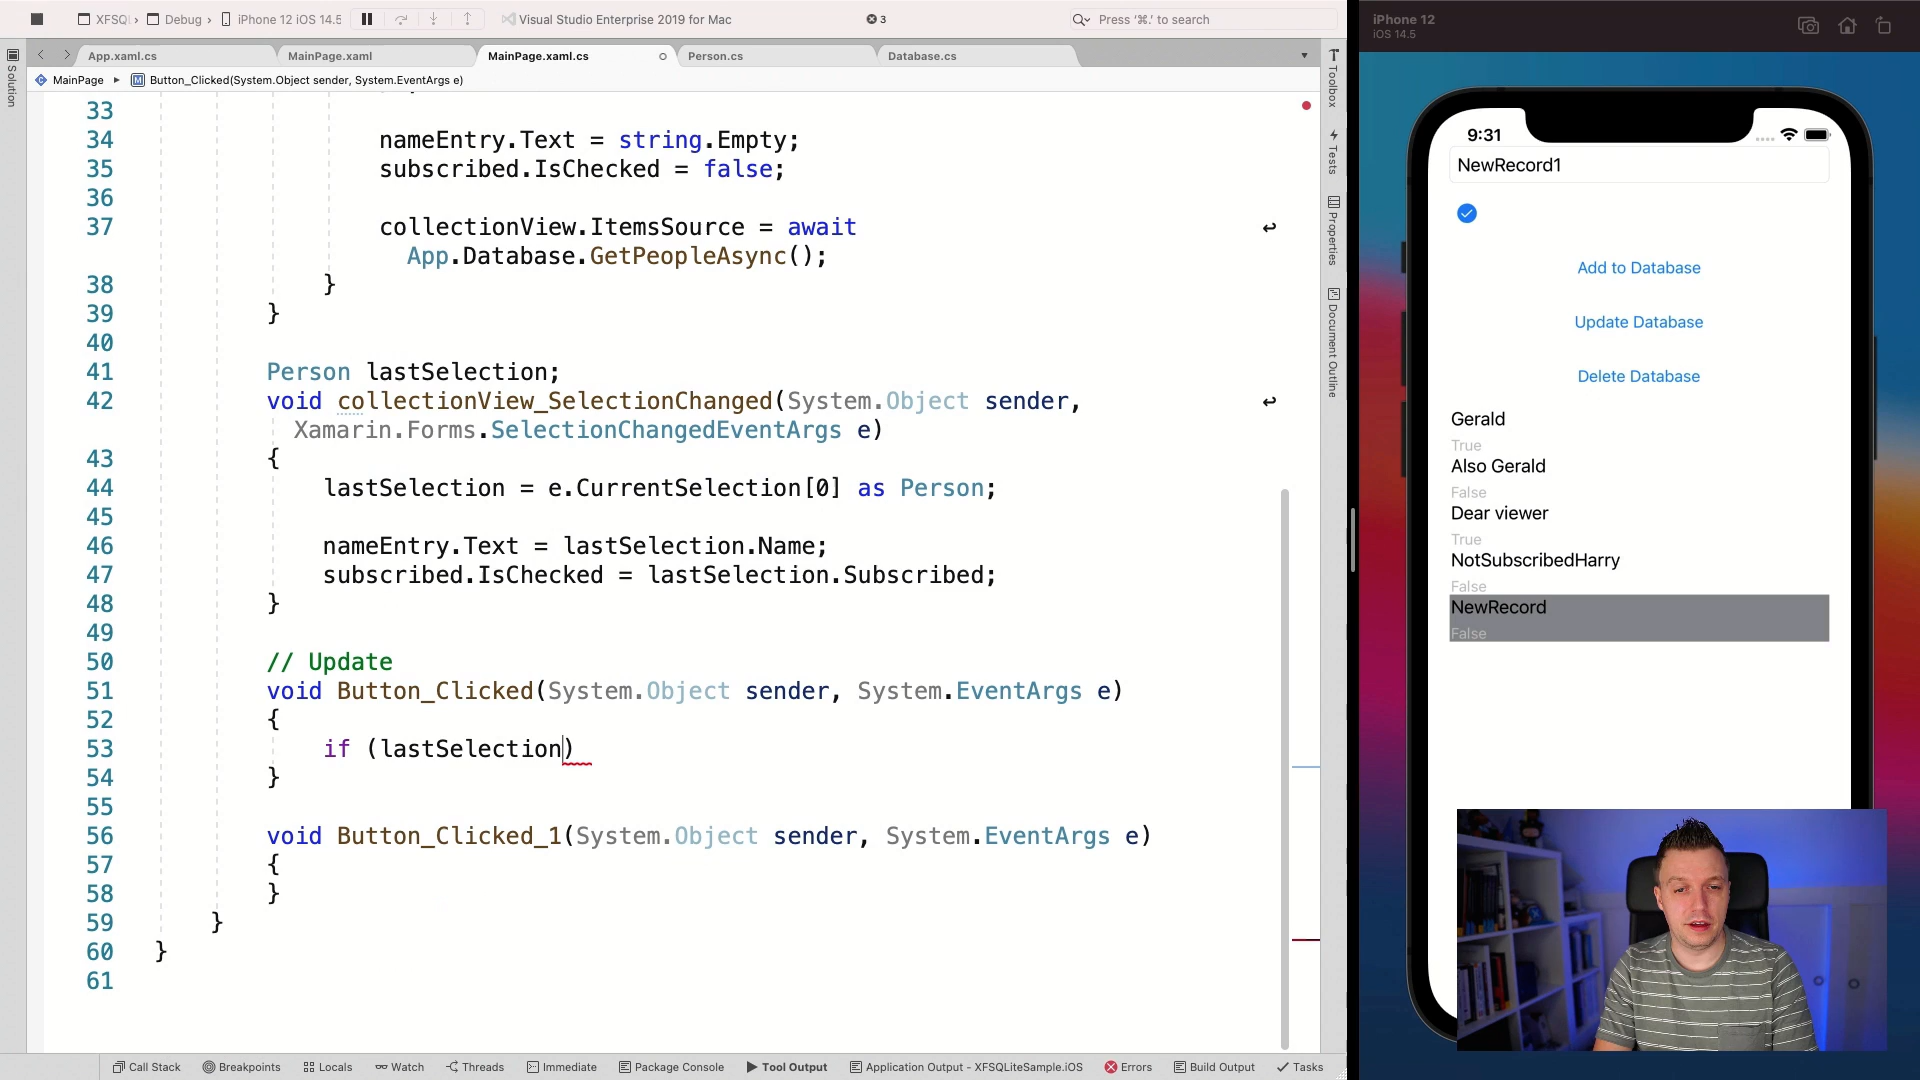 XFSQ › Debug › iPhone 12 iOS 14.5
Visual Studio Enterprise 2019 for Mac
3
Press '⌘.' to search
App.xaml.cs
MainPage.xaml
MainPage.xaml.cs
Person.cs
Database.cs
MainPage ▸ M Button_Clicked(System.Object sender, System.EventArgs e)
Solution
33
34 nameEntry.Text = string.Empty;
35 subscribed.IsChecked = false;
36
37 collectionView.ItemsSource = await
App.Database.GetPeopleAsync();
38 }
39 }
40
41 Person lastSelection;
42 void collectionView_SelectionChanged(System.Object sender,
Xamarin.Forms.SelectionChangedEventArgs e)
43 {
44 lastSelection = e.CurrentSelection[0] as Person;
45
46 nameEntry.Text = lastSelection.Name;
47 subscribed.IsChecked = lastSelection.Subscribed;
48 }
49
50 // Update
51 void Button_Clicked(System.Object sender, System.EventArgs e)
52 {
53 if (lastSelection)
54 }
55
56 void Button_Clicked_1(System.Object sender, System.EventArgs e)
57 {
58 }
59 }
60 }
61
Toolbox
Tests
Properties
Document Outline
Call Stack
Breakpoints
Locals
Watch
Threads
Immediate
Package Console
Tool Output
Application Output - XFSQLiteSample.iOS
Errors
Build Output
Tasks
iPhone 12
iOS 14.5
9:31
NewRecord1
Add to Database
Update Database
Delete Database
Gerald
True
Also Gerald
False
Dear viewer
True
NotSubscribedHarry
False
NewRecord
False